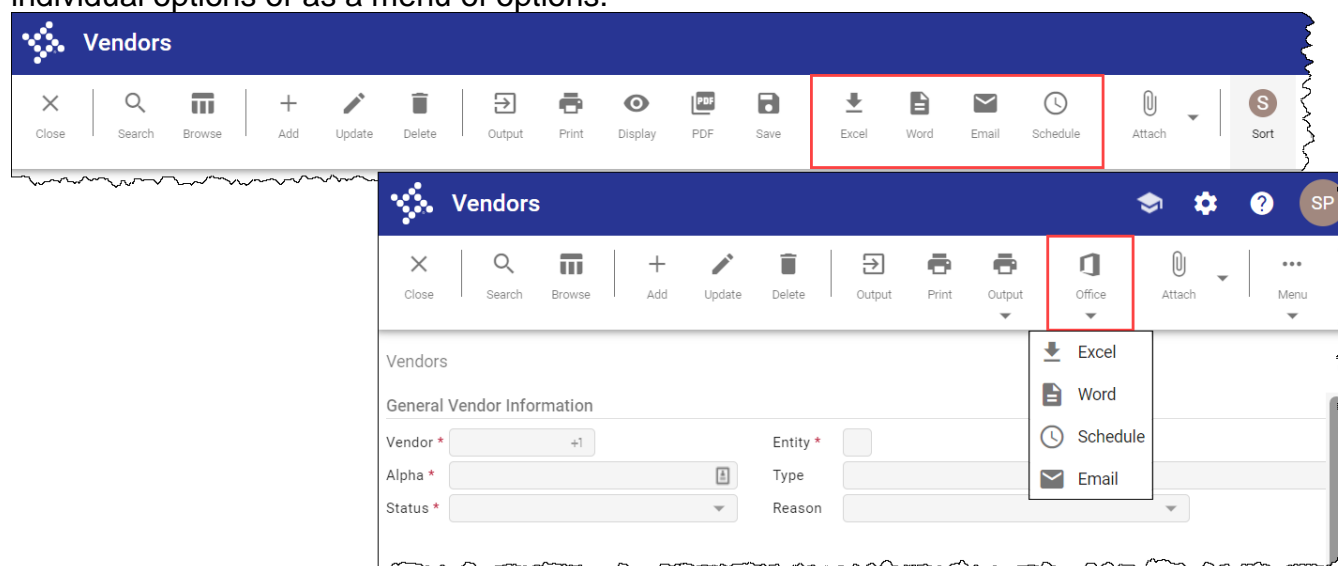 individual options or as a menu of options.
Vendors
Close Search Browse Add Update Delete Output Print Display PDF Save Excel Word Email Schedule Attach Sort
PDF
S
Vendors
? SP
Close Search Browse Add Update Delete Output Print Output Office Attach Menu
Excel
Word
Schedule
Email
Vendors
General Vendor Information
Vendor * +1 Entity *
Alpha * Type
Status * Reason